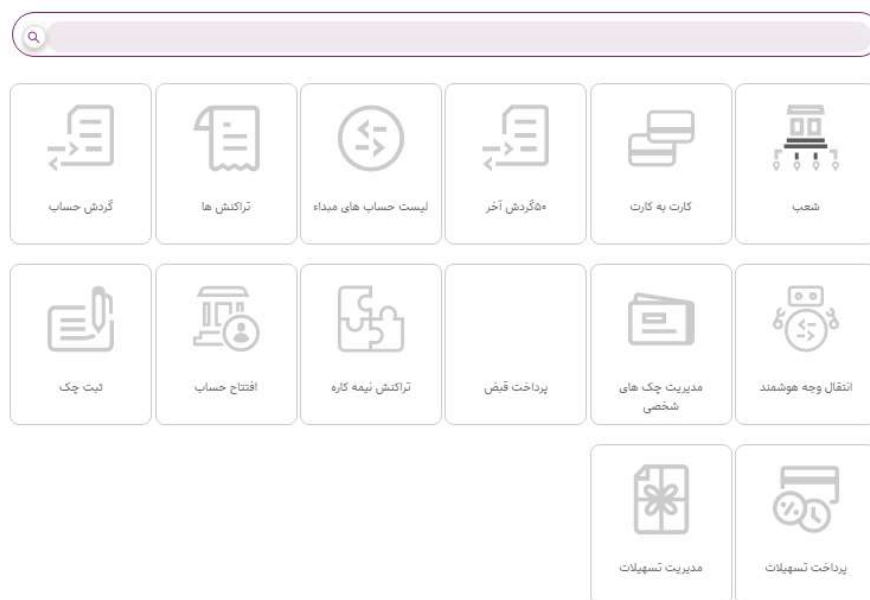 شعب
کارت به کارت
۵۰گردش آخر
لیست حساب های مبداء
تراکنش ها
گردش حساب
انتقال وجه هوشمند
مدیریت چک های
شخصی
پرداخت قبض
تراکنش نیمه کاره
افتتاح حساب
ثبت چک
پرداخت تسهیلات
مدیریت تسهیلات